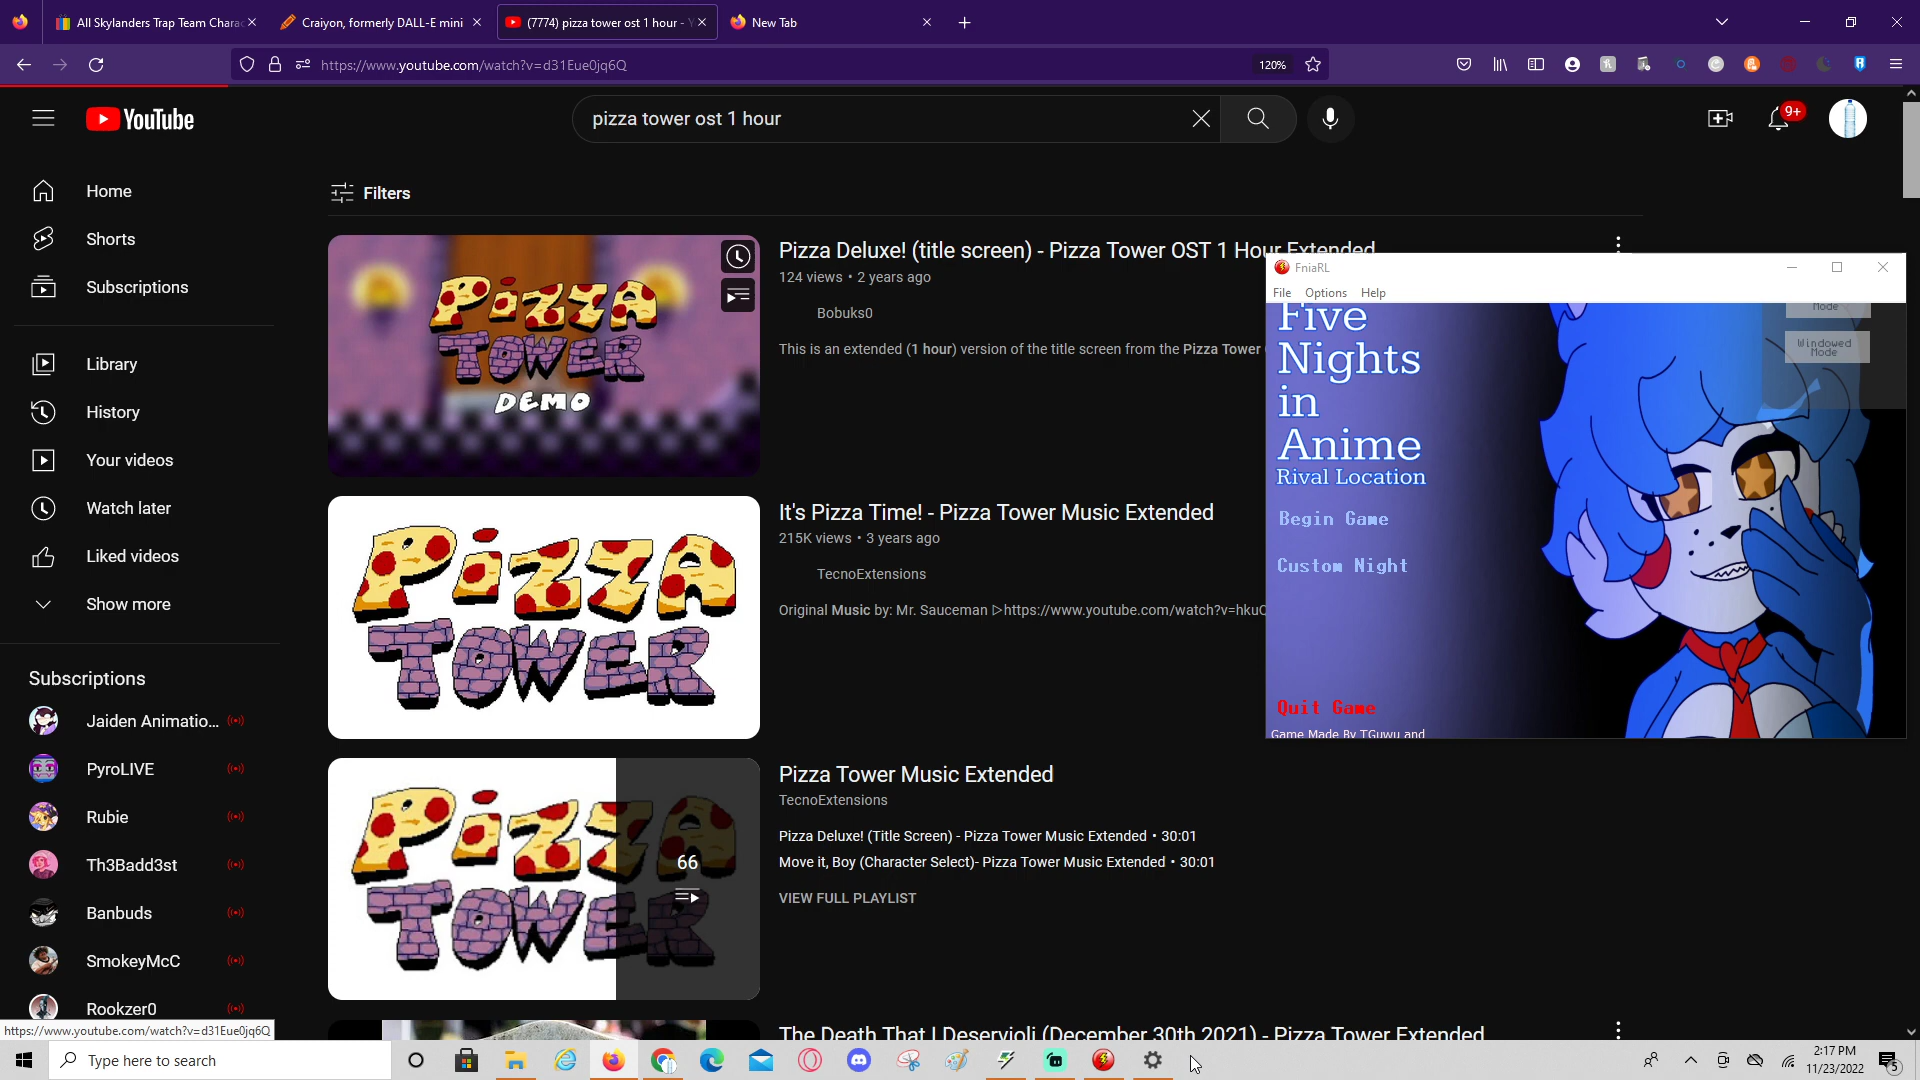 All Skylanders Trap Team Chara
Craiyon, formerly DALL-E mini
(7774) pizza tower ost 1 hour - Y
New Tab
https://www.youtube.com/watch?v=d31Eue0jq6Q
120%
YouTube
pizza tower ost 1 hour
9+
Home
Shorts
Subscriptions
Library
History
Your videos
Watch later
Liked videos
Show more
Subscriptions
Jaiden Animatio...
PyroLIVE
Rubie
Th3Badd3st
Banbuds
SmokeyMcC
Rookzer0
https://www.youtube.com/watch?v=d31Eue0jq6Q
Filters
PIZZA
TOWER
DEMO
Pizza Deluxe! (title screen) - Pizza Tower OST 1 Hour Extended
124 views • 2 years ago
Bobuks0
This is an extended (1 hour) version of the title screen from the Pizza Tower
PIZZA
TOWER
It's Pizza Time! - Pizza Tower Music Extended
215K views • 3 years ago
TecnoExtensions
Original Music by: Mr. Sauceman ▷https://www.youtube.com/watch?v=hkuC
PIZZA
TOWER
66
Pizza Tower Music Extended
TecnoExtensions
Pizza Deluxe! (Title Screen) - Pizza Tower Music Extended • 30:01
Move it, Boy (Character Select)- Pizza Tower Music Extended • 30:01
VIEW FULL PLAYLIST
The Death That I Deservioli (December 30th 2021) - Pizza Tower Extended
FniaRL
File Options Help
Mode
Windowed
Mode
Five
Nights
in
Anime
Rival Location
Begin Game
Custom Night
Quit Game
Game Made By TGuwu and
Type here to search
2:17 PM
11/23/2022
5